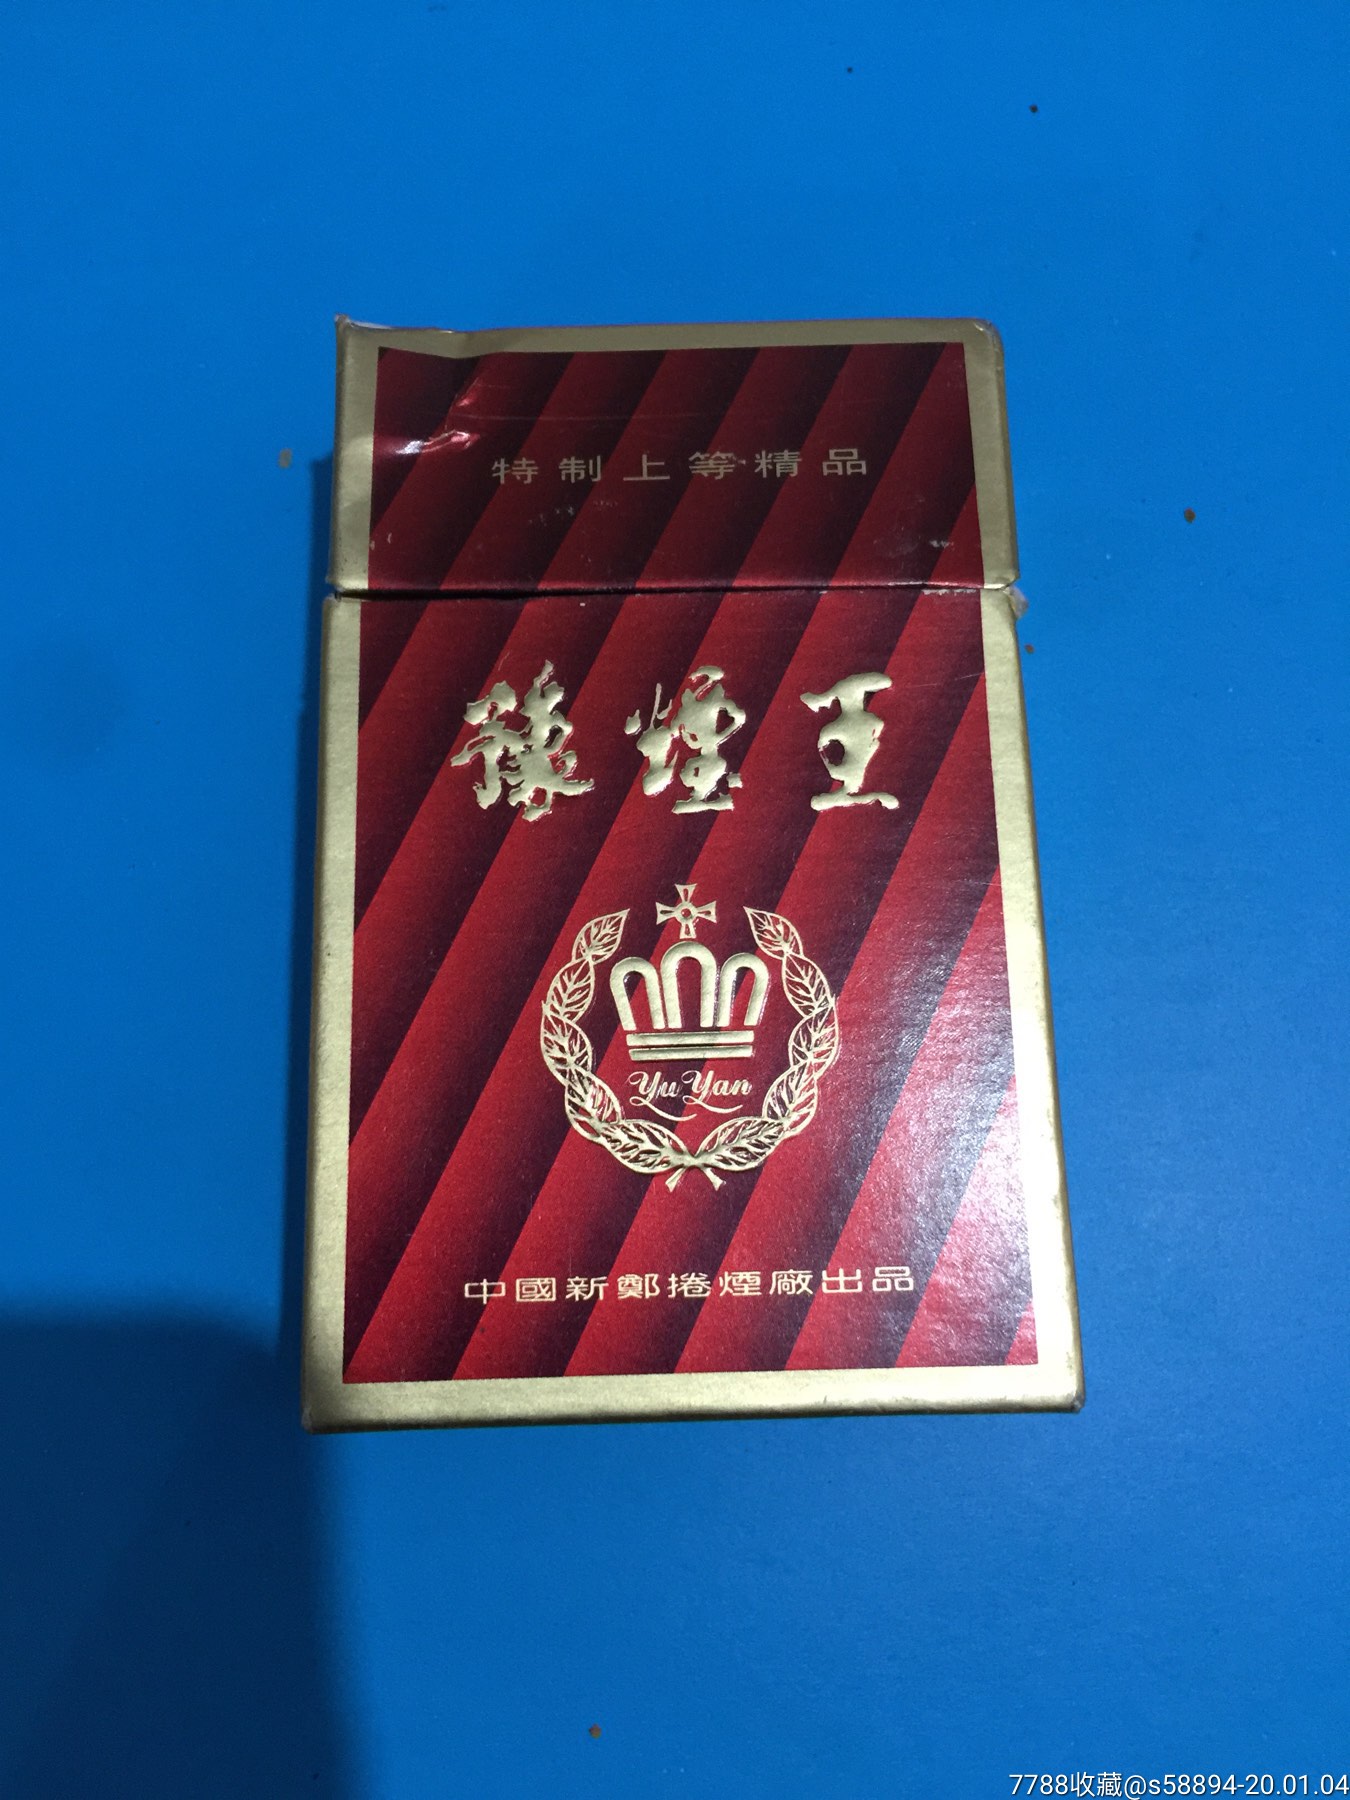 特制上等精品
豫煙王
Yu Yan
中國新鄭捲煙廠出品
7788收藏@s58894-20.01.04